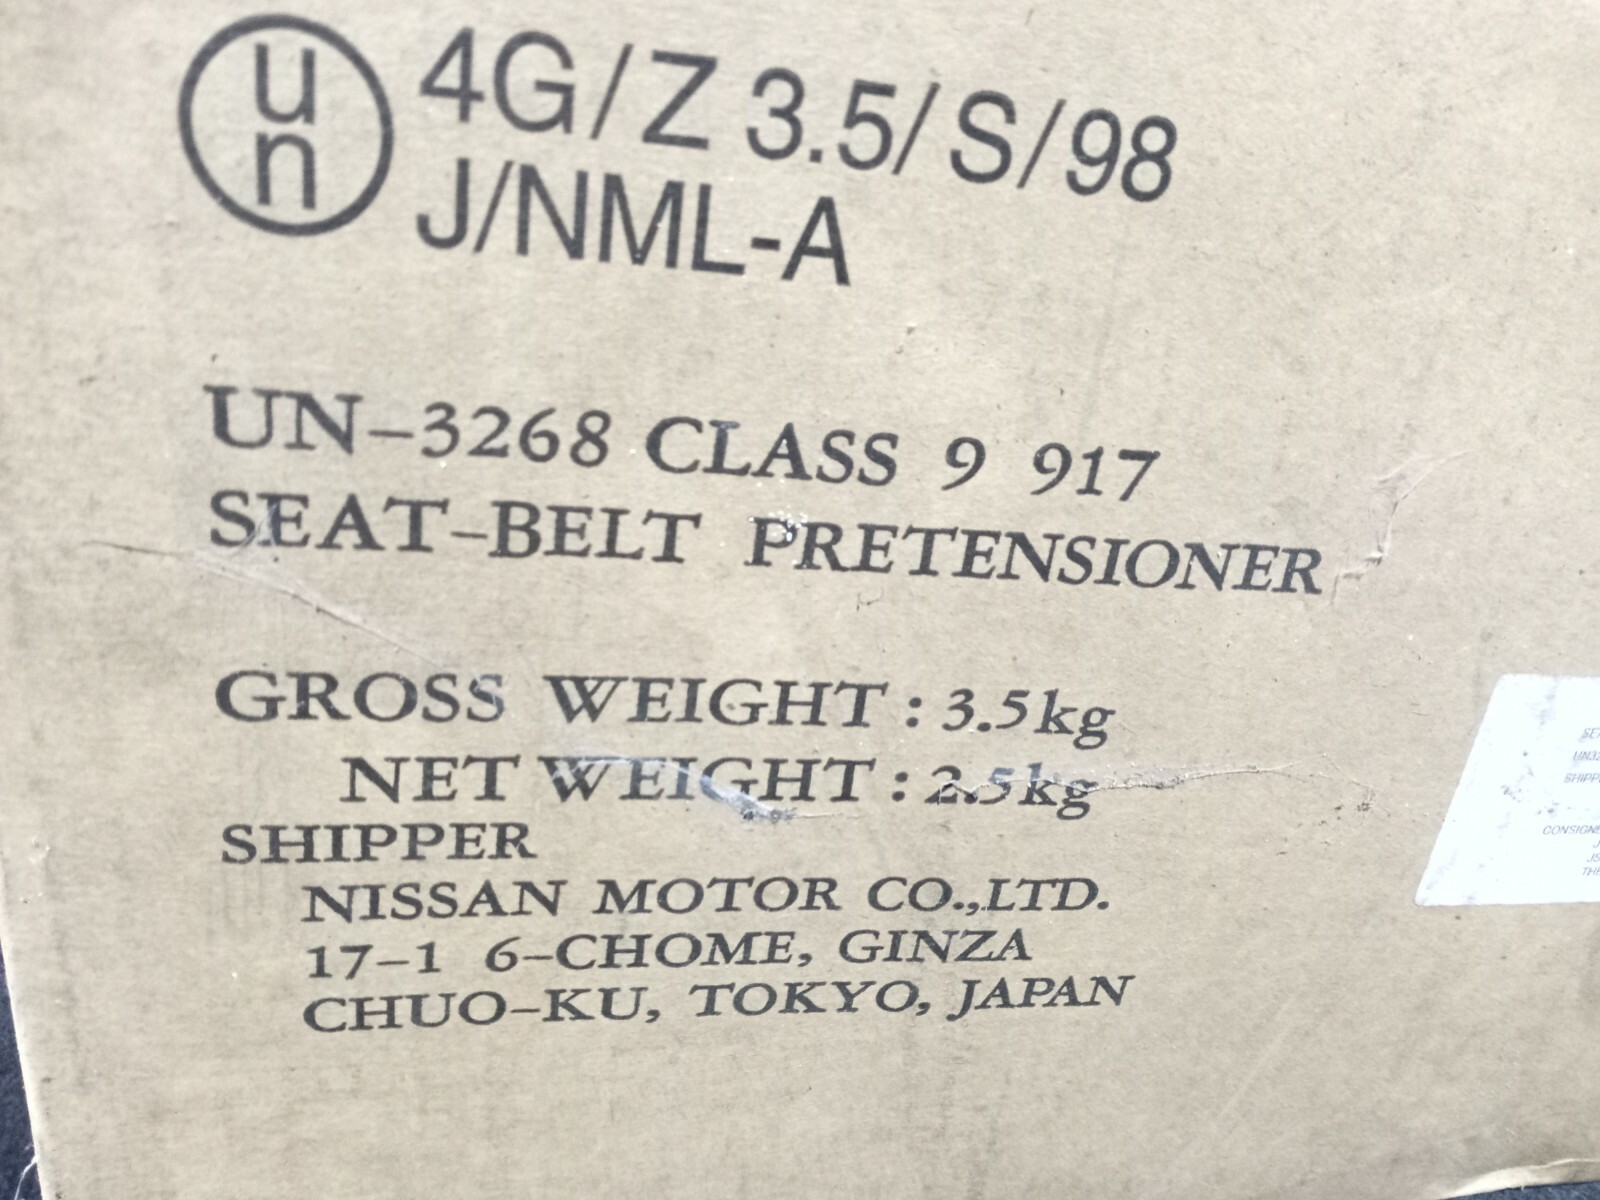 un
4G/Z 3.5/S/98
J/NML-A
UN-3268 CLASS 9 917
SEAT-BELT PRETENSIONER
GROSS WEIGHT : 3.5kg
NET WEIGHT : 2.5kg
SHIPPER
NISSAN MOTOR CO.,LTD.
17-1 6-CHOME, GINZA
CHUO-KU, TOKYO, JAPAN